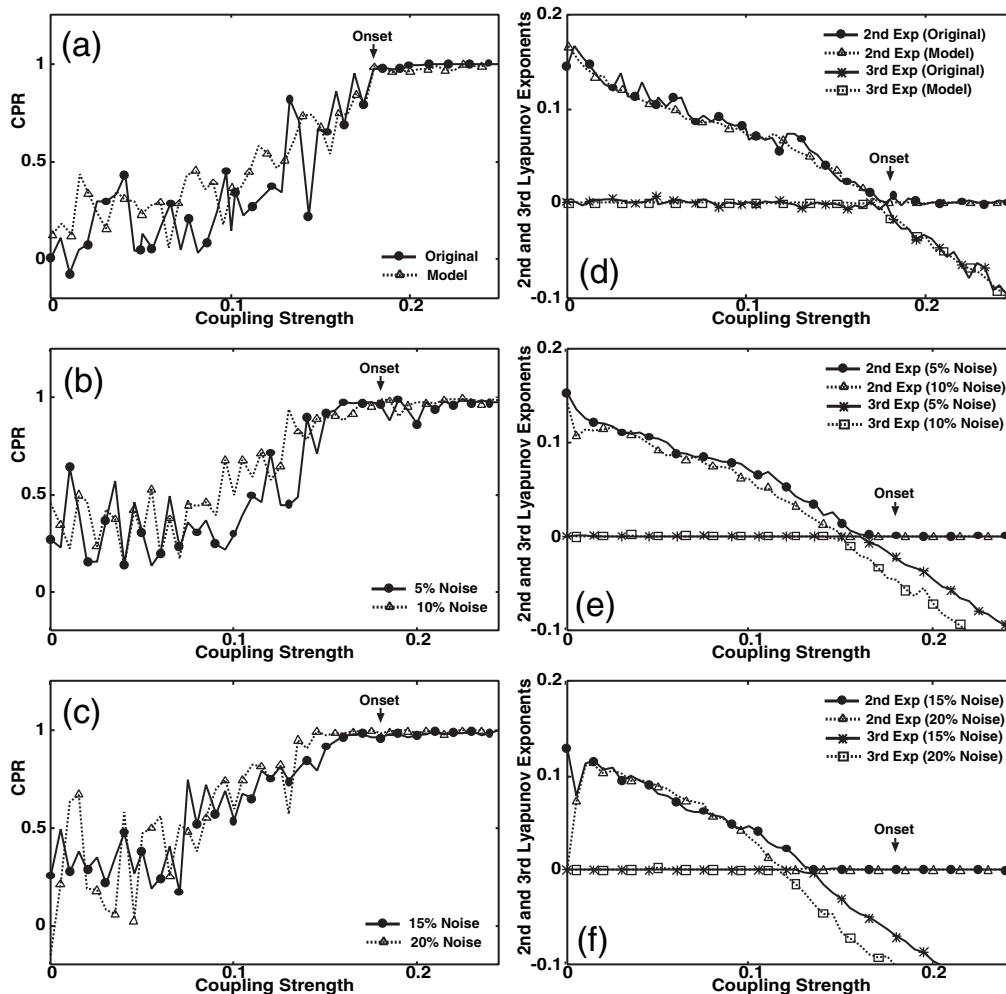 (a)
Onset
1
0.5
0
CPR
Original
Model
0
0.1
0.2
Coupling Strength
(d)
0.2
0.1
0
-0.1
2nd and 3rd Lyapunov Exponents
2nd Exp (Original)
2nd Exp (Model)
3rd Exp (Original)
3rd Exp (Model)
Onset
0
0.2
Coupling Strength
(b)
Onset
1
0.5
0
CPR
5% Noise
10% Noise
0
0.1
0.2
Coupling Strength
(e)
0.2
0.1
0
-0.1
2nd and 3rd Lyapunov Exponents
2nd Exp (5% Noise)
2nd Exp (10% Noise)
3rd Exp (5% Noise)
3rd Exp (10% Noise)
Onset
0
0.2
Coupling Strength
(c)
Onset
1
0.5
0
CPR
15% Noise
20% Noise
0
0.1
0.2
Coupling Strength
(f)
0.2
0.1
0
-0.1
2nd and 3rd Lyapunov Exponents
2nd Exp (15% Noise)
2nd Exp (20% Noise)
3rd Exp (15% Noise)
3rd Exp (20% Noise)
Onset
0
0.2
Coupling Strength